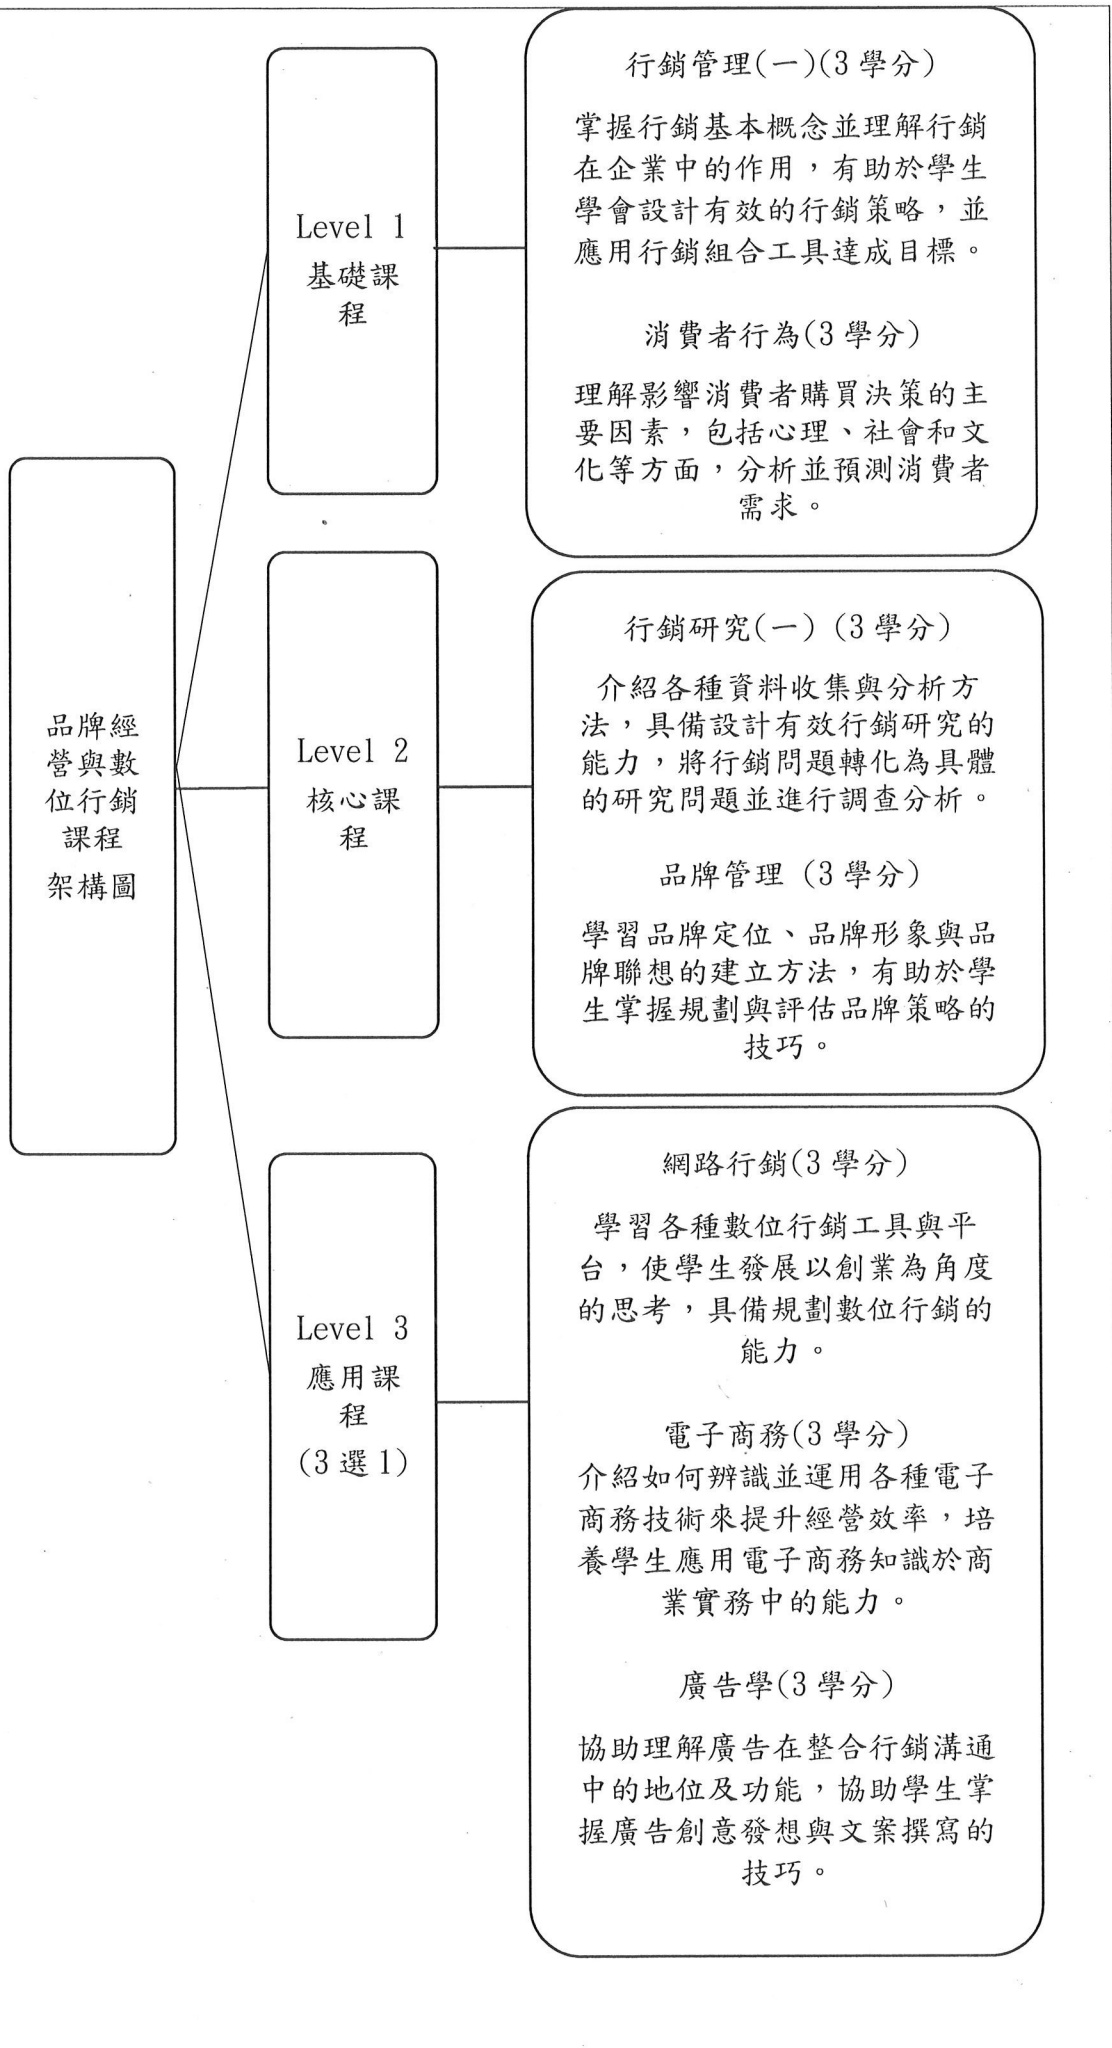 品牌經
營與數
位行銷
課程
架構圖
Level 1
基礎課
程
行銷管理(一)(3 學分)
掌握行銷基本概念並理解行銷
在企業中的作用，有助於學生
學會設計有效的行銷策略，並
應用行銷組合工具達成目標。
消費者行為(3 學分)
理解影響消費者購買決策的主
要因素，包括心理、社會和文
化等方面，分析並預測消費者
需求。
Level 2
核心課
程
行銷研究(一) (3 學分)
介紹各種資料收集與分析方
法，具備設計有效行銷研究的
能力，將行銷問題轉化為具體
的研究問題並進行調查分析。
品牌管理 (3 學分)
學習品牌定位、品牌形象與品
牌聯想的建立方法，有助於學
生掌握規劃與評估品牌策略的
技巧。
Level 3
應用課
程
(3 選 1)
網路行銷(3 學分)
學習各種數位行銷工具與平
台，使學生發展以創業為角度
的思考，具備規劃數位行銷的
能力。
電子商務(3 學分)
介紹如何辨識並運用各種電子
商務技術來提升經營效率，培
養學生應用電子商務知識於商
業實務中的能力。
廣告學(3 學分)
協助理解廣告在整合行銷溝通
中的地位及功能，協助學生掌
握廣告創意發想與文案撰寫的
技巧。